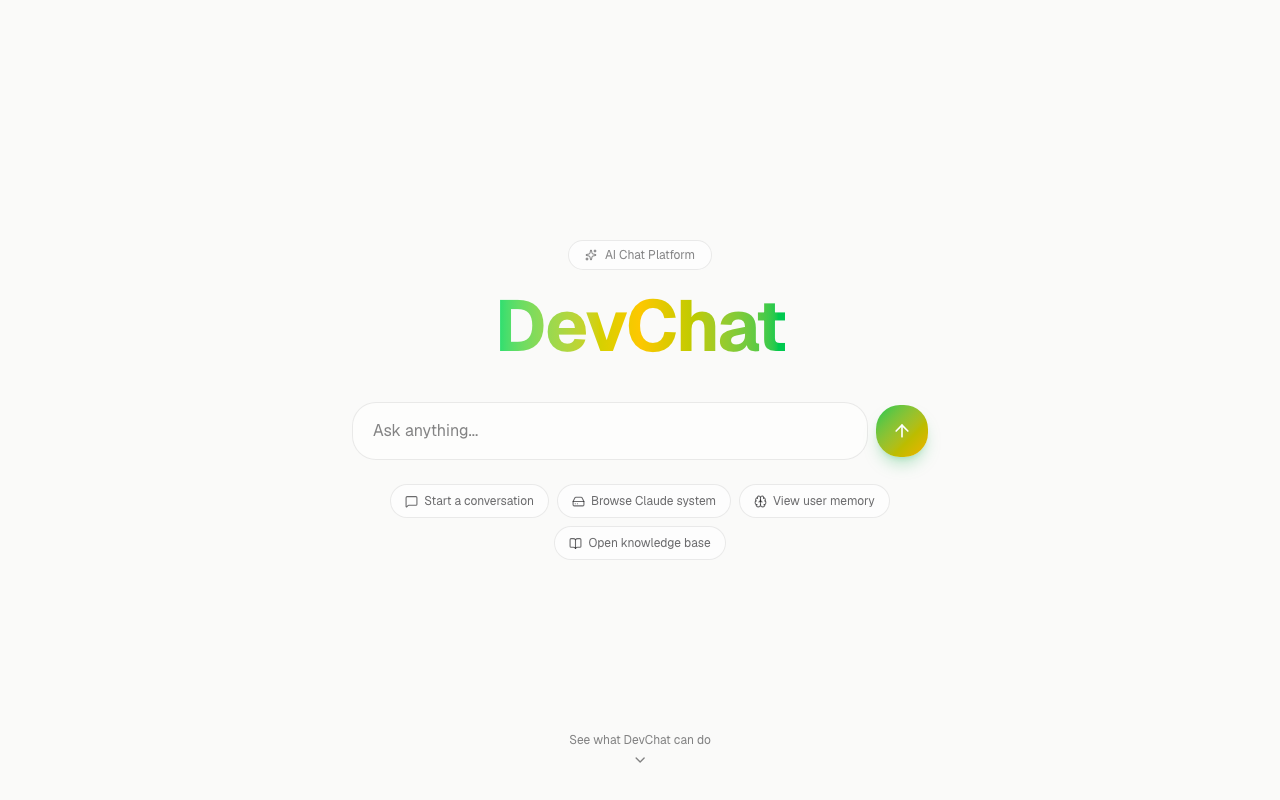 AI Chat Platform
DevChat
Ask anything...
Start a conversation
Browse Claude system
View user memory
Open knowledge base
See what DevChat can do